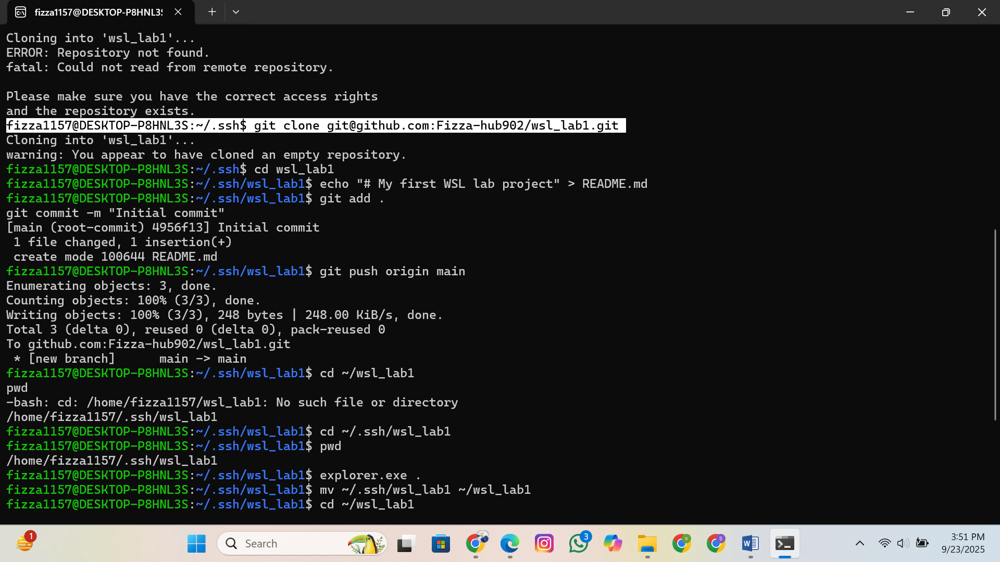 fizza1157@DESKTOP-P8HNL3S
Cloning into 'wsl_lab1'...
ERROR: Repository not found.
fatal: Could not read from remote repository.
Please make sure you have the correct access rights
and the repository exists.
fizza1157@DESKTOP-P8HNL3S:~/.ssh$ git clone git@github.com:Fizza-hub902/wsl_lab1.git
Cloning into 'wsl_lab1'...
warning: You appear to have cloned an empty repository.
fizza1157@DESKTOP-P8HNL3S:~/.ssh$ cd wsl_lab1
fizza1157@DESKTOP-P8HNL3S:~/.ssh/wsl_lab1$ echo "# My first WSL lab project" > README.md
fizza1157@DESKTOP-P8HNL3S:~/.ssh/wsl_lab1$ git add .
git commit -m "Initial commit"
[main (root-commit) 4956f13] Initial commit
 1 file changed, 1 insertion(+)
 create mode 100644 README.md
fizza1157@DESKTOP-P8HNL3S:~/.ssh/wsl_lab1$ git push origin main
Enumerating objects: 3, done.
Counting objects: 100% (3/3), done.
Writing objects: 100% (3/3), 248 bytes | 248.00 KiB/s, done.
Total 3 (delta 0), reused 0 (delta 0), pack-reused 0
To github.com:Fizza-hub902/wsl_lab1.git
 * [new branch]      main -> main
fizza1157@DESKTOP-P8HNL3S:~/.ssh/wsl_lab1$ cd ~/wsl_lab1
pwd
-bash: cd: /home/fizza1157/wsl_lab1: No such file or directory
/home/fizza1157/.ssh/wsl_lab1
fizza1157@DESKTOP-P8HNL3S:~/.ssh/wsl_lab1$ cd ~/.ssh/wsl_lab1
fizza1157@DESKTOP-P8HNL3S:~/.ssh/wsl_lab1$ pwd
/home/fizza1157/.ssh/wsl_lab1
fizza1157@DESKTOP-P8HNL3S:~/.ssh/wsl_lab1$ explorer.exe .
fizza1157@DESKTOP-P8HNL3S:~/.ssh/wsl_lab1$ mv ~/.ssh/wsl_lab1 ~/wsl_lab1
fizza1157@DESKTOP-P8HNL3S:~/.ssh/wsl_lab1$ cd ~/wsl_lab1
1
Search
3
S
S
W
3:51 PM
9/23/2025